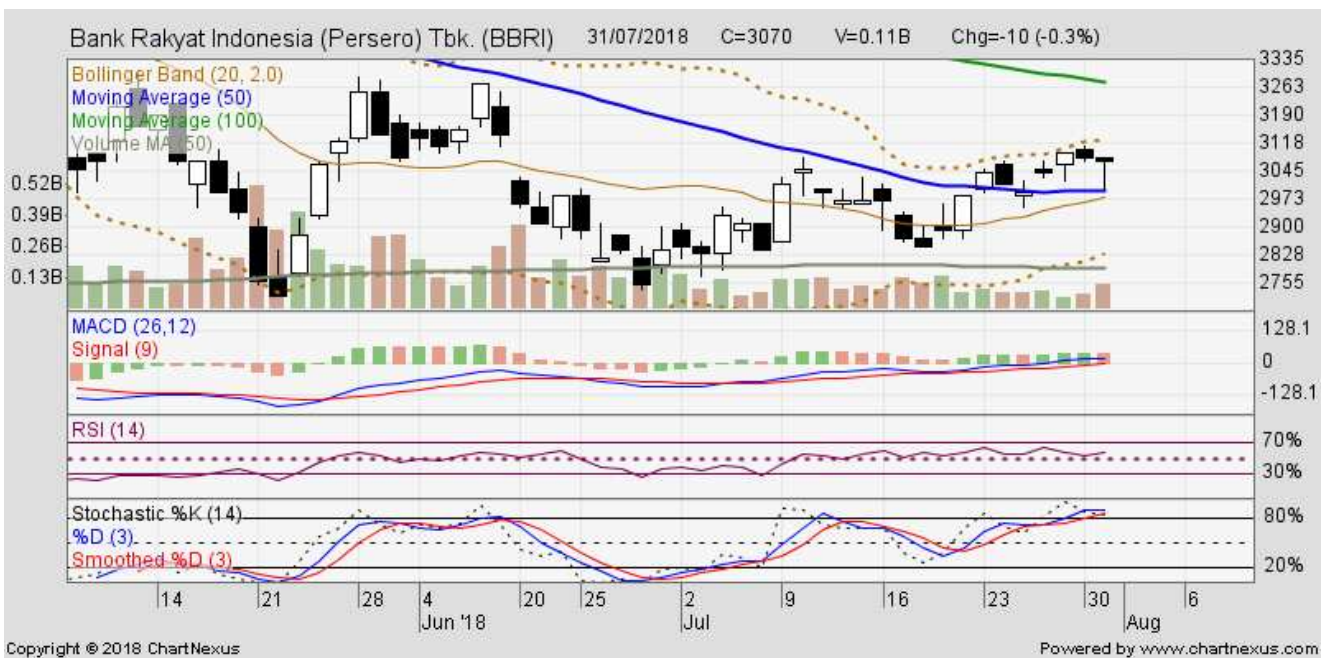 Bank Rakyat Indonesia (Persero) Tbk. (BBRI) 31/07/2018 C=3070 V=0.11B Chg=-10 (-0.3%)
Bollinger Band (20, 2.0)
Moving Average (50)
Moving Average (100)
Volume MA (50)
3335
3263
3190
3118
3045
2973
2900
2828
2755
0.52B
0.39B
0.26B
0.13B
MACD (26,12)
Signal (9)
128.1
0
-128.1
RSI (14)
70%
30%
Stochastic %K (14)
%D (3)
Smoothed %D (3)
80%
20%
14 21 28 4 20 25 2 9 16 23 30 6
Jun '18 Jul Aug
Copyright © 2018 ChartNexus Powered by www.chartnexus.com